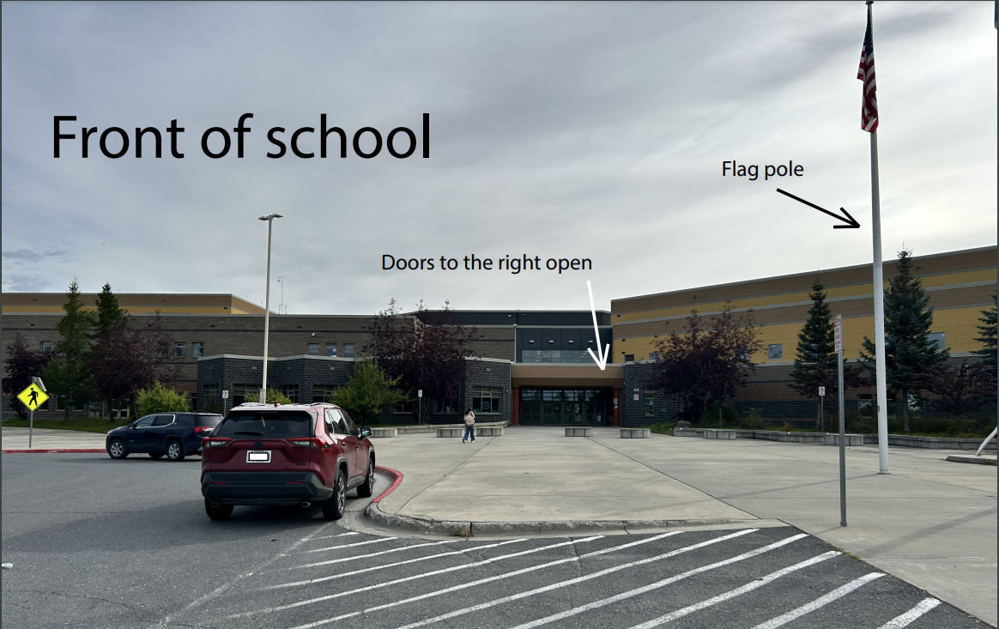 Front of school
Flag pole
Doors to the right open